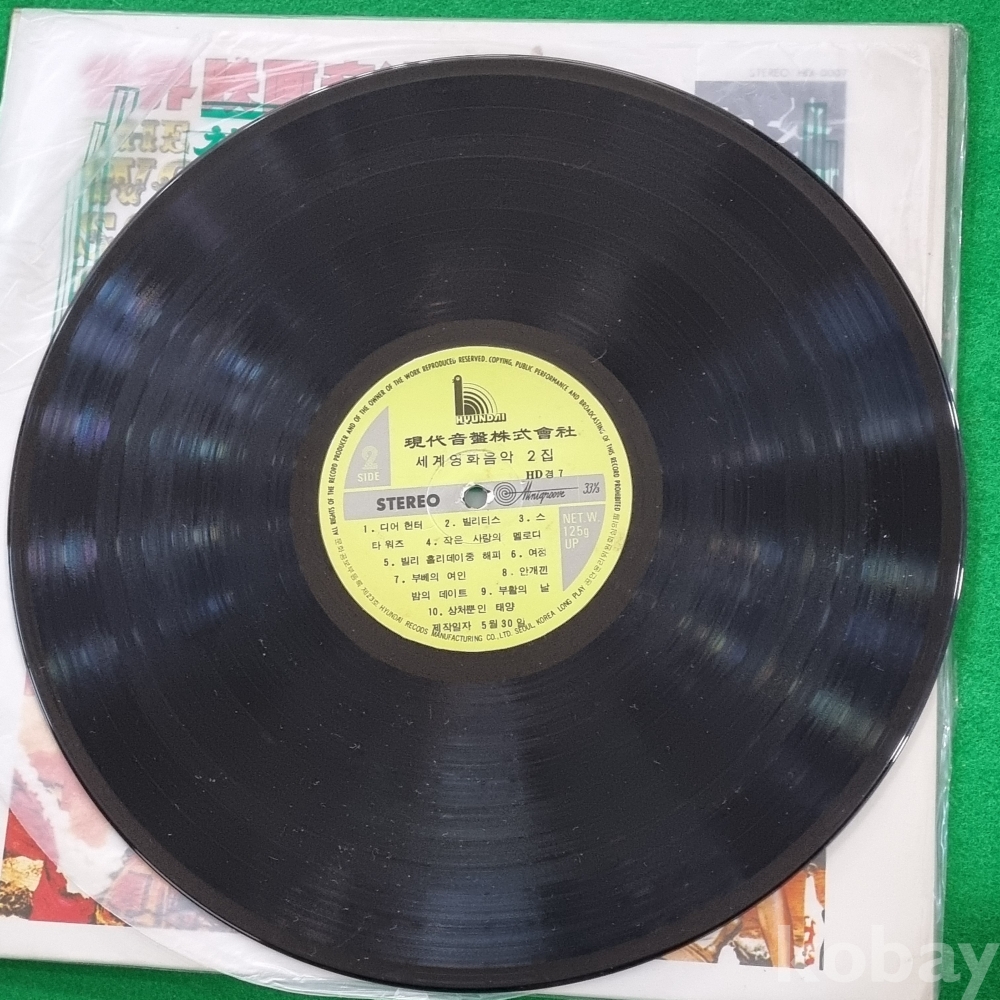 ALL RIGHTS OF THE RECORD PRODUCER AND OF THE OWNER OF THE WORK REPRODUCED RESERVED. COPYING, PUBLIC PERFORMANCE AND BROADCASTING OF THIS RECORD PROHIBITED
HYUNDAI
現代音盤株式會社
세계영화음악 2집
2
SIDE
HD경 7
STEREO
Minigroove 33⅓
NET.W.
125g
UP
1. 디어 헌터 2. 빌리티스 3. 스
타 워즈 4. 작은 사랑의 멜로디
5. 빌리 홀리데이중 해피 6. 여정
7. 부베의 여인 8. 안개낀
밤의 데이트 9. 부활의 날
10. 상처뿐인 태양
제작일자 5월 30일
HYUNDAI RECODS MANUFACTURING CO., LTD. SEOUL, KOREA. LONG PLAY
kobay